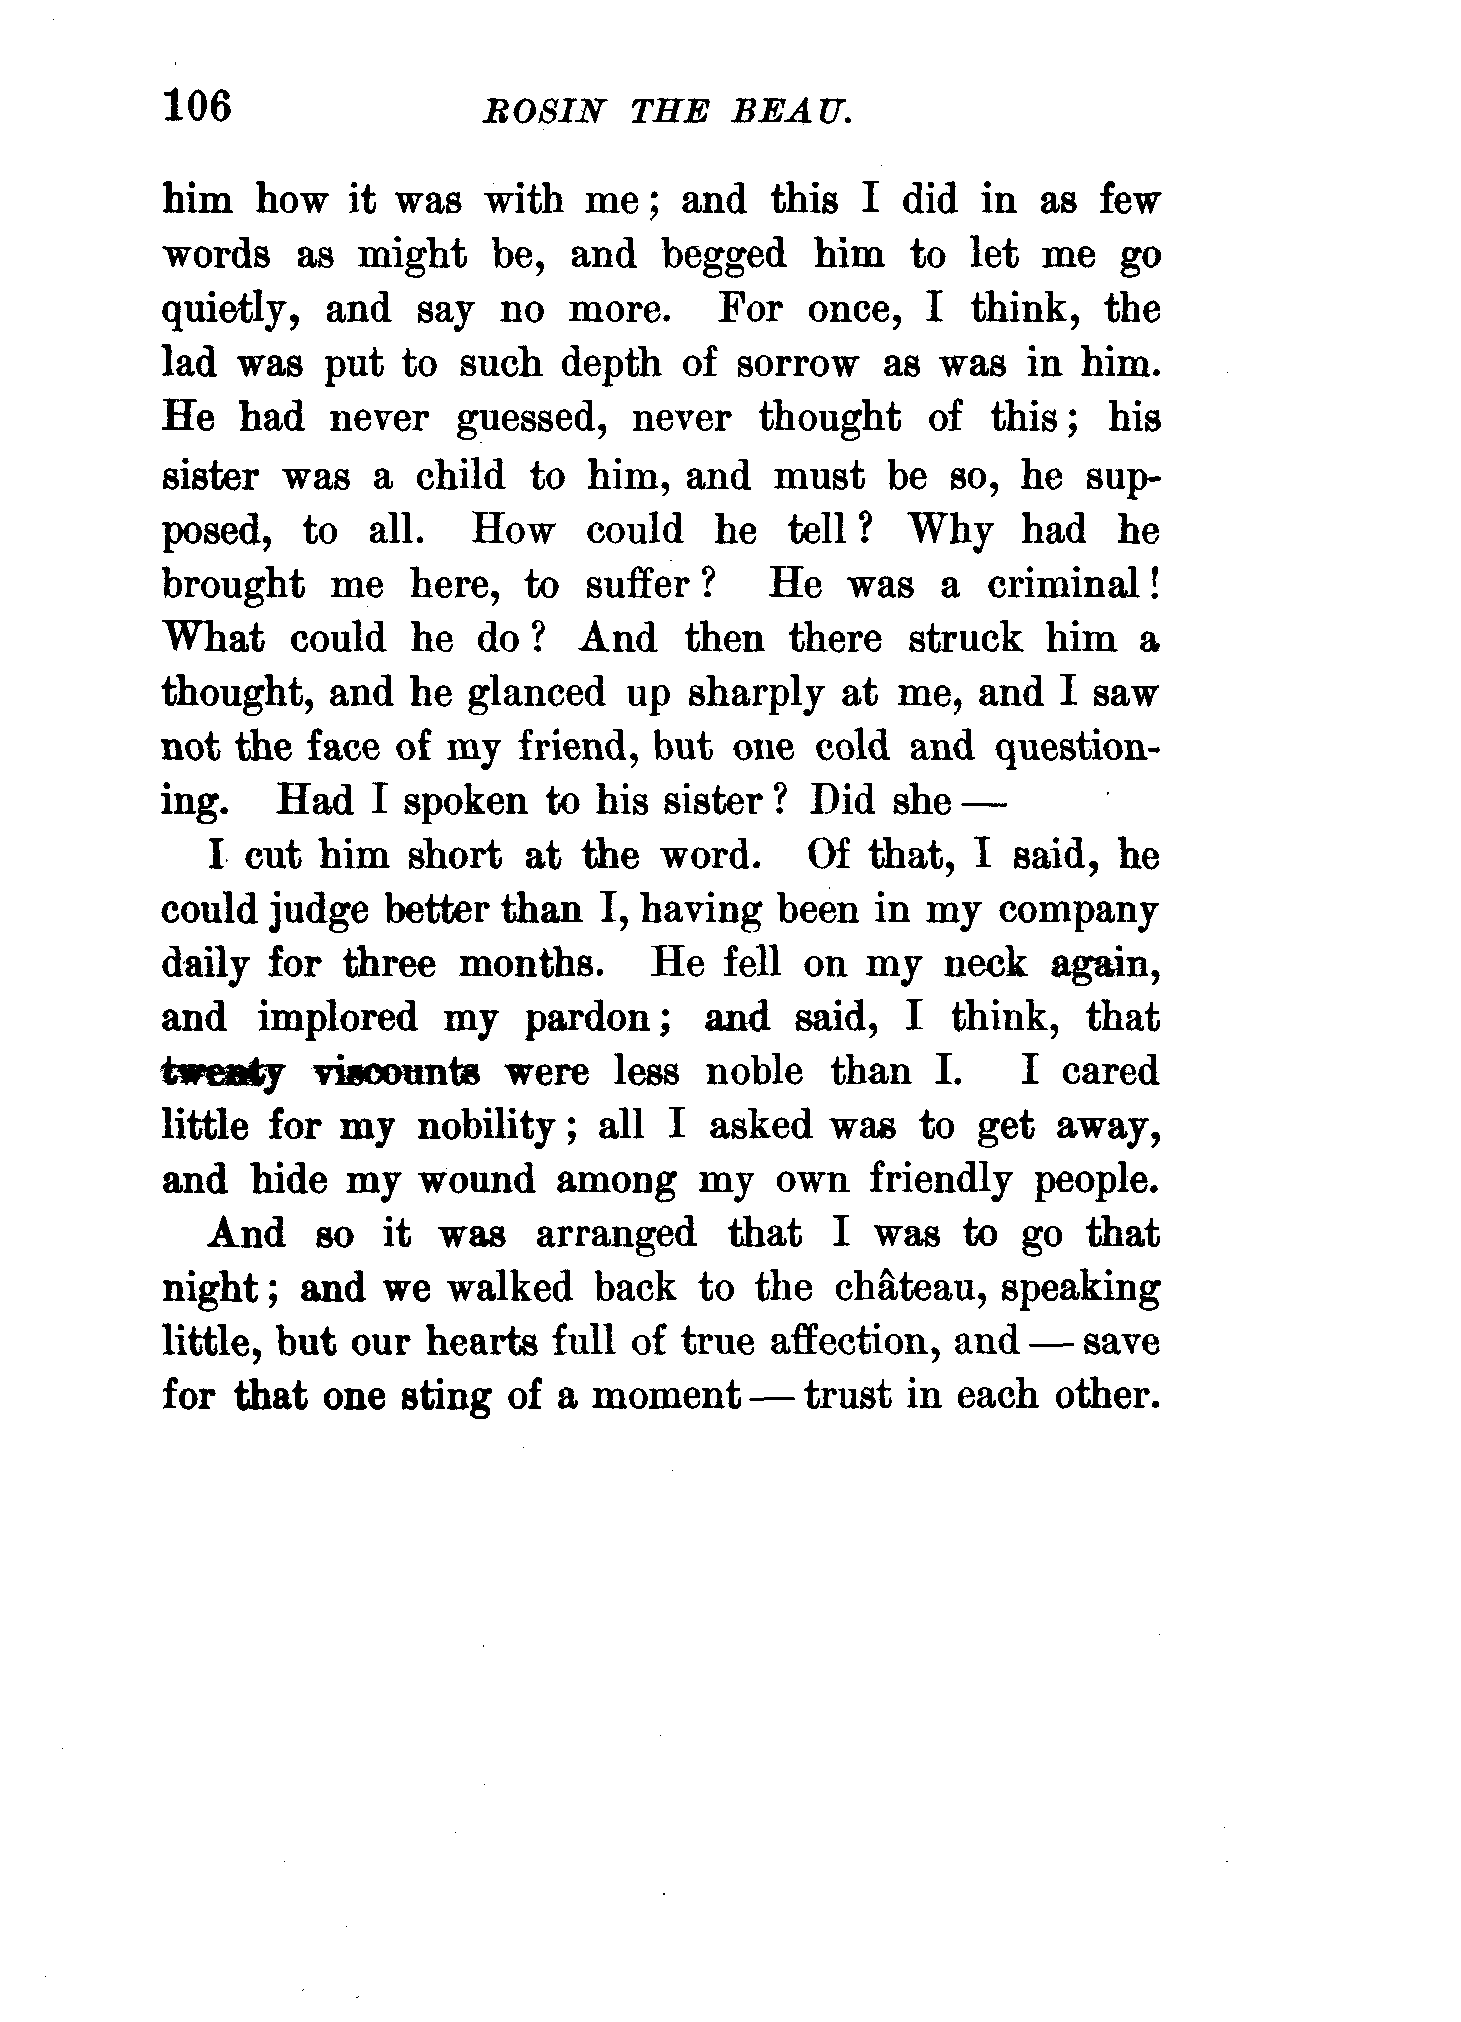 106 ROSIN THE BEAU.
him how it was with me; and this I did in as few
words as might be, and begged him to let me go
quietly, and say no more. For once, I think, the
lad was put to such depth of sorrow as was in him.
He had never guessed, never thought of this; his
sister was a child to him, and must be so, he sup-
posed, to all. How could he tell? Why had he
brought me here, to suffer? He was a criminal!
What could he do? And then there struck him a
thought, and he glanced up sharply at me, and I saw
not the face of my friend, but one cold and question-
ing. Had I spoken to his sister? Did she —
I cut him short at the word. Of that, I said, he
could judge better than I, having been in my company
daily for three months. He fell on my neck again,
and implored my pardon; and said, I think, that
twenty viscounts were less noble than I. I cared
little for my nobility; all I asked was to get away,
and hide my wound among my own friendly people.
And so it was arranged that I was to go that
night; and we walked back to the château, speaking
little, but our hearts full of true affection, and — save
for that one sting of a moment — trust in each other.